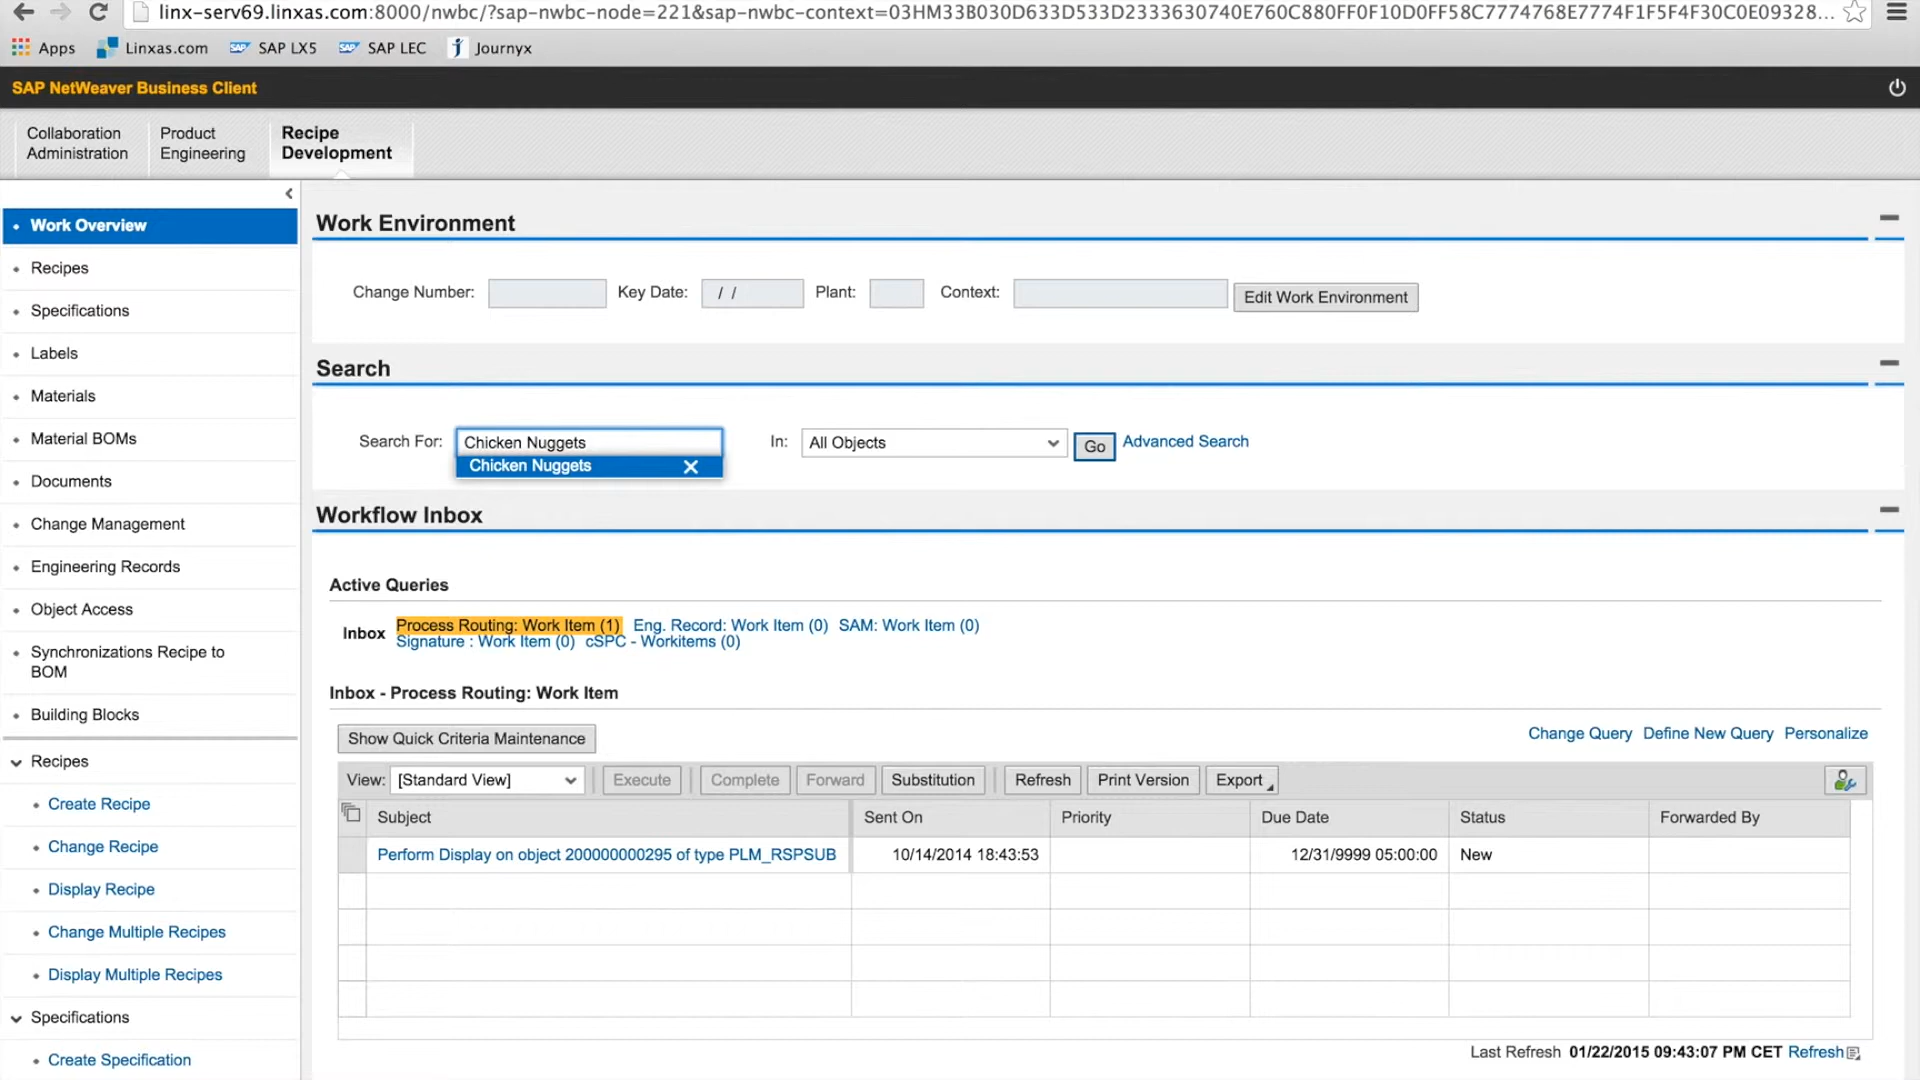 linx-serv69.linxas.com:8000/nwbc/?sap-nwbc-node=221&sap-nwbc-context=03HM33B030D633D533D2333630740E760C880FF0F10D0FF58C7774768E7774F1F5F4F30C0E09328...
Apps Linxas.com SAP SAP LX5 SAP SAP LEC j Journyx
SAP NetWeaver Business Client
Collaboration Administration
Product Engineering
Recipe Development
Work Overview
Recipes
Specifications
Labels
Materials
Material BOMs
Documents
Change Management
Engineering Records
Object Access
Synchronizations Recipe to
BOM
Building Blocks
Recipes
Create Recipe
Change Recipe
Display Recipe
Change Multiple Recipes
Display Multiple Recipes
Specifications
Create Specification
Work Environment
Change Number: Key Date: / / Plant: Context: Edit Work Environment
Search
Search For: Chicken Nuggets In: All Objects Go Advanced Search
Chicken Nuggets
Workflow Inbox
Active Queries
Inbox Process Routing: Work Item (1) Eng. Record: Work Item (0) SAM: Work Item (0)
Signature : Work Item (0) cSPC - Workitems (0)
Inbox - Process Routing: Work Item
Show Quick Criteria Maintenance Change Query Define New Query Personalize
View: [Standard View] Execute Complete Forward Substitution Refresh Print Version Export
Subject Sent On Priority Due Date Status Forwarded By
Perform Display on object 200000000295 of type PLM_RSPSUB 10/14/2014 18:43:53 12/31/9999 05:00:00 New
Last Refresh 01/22/2015 09:43:07 PM CET Refresh